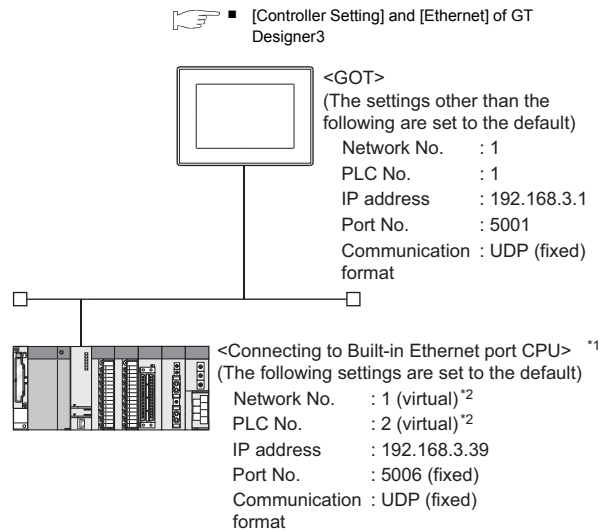 ■ [Controller Setting] and [Ethernet] of GT
Designer3
<GOT>
(The settings other than the
following are set to the default)
Network No. : 1
PLC No. : 1
IP address : 192.168.3.1
Port No. : 5001
Communication : UDP (fixed)
format
<Connecting to Built-in Ethernet port CPU> *1
(The following settings are set to the default)
Network No. : 1 (virtual)*2
PLC No. : 2 (virtual)*2
IP address : 192.168.3.39
Port No. : 5006 (fixed)
Communication : UDP (fixed)
format